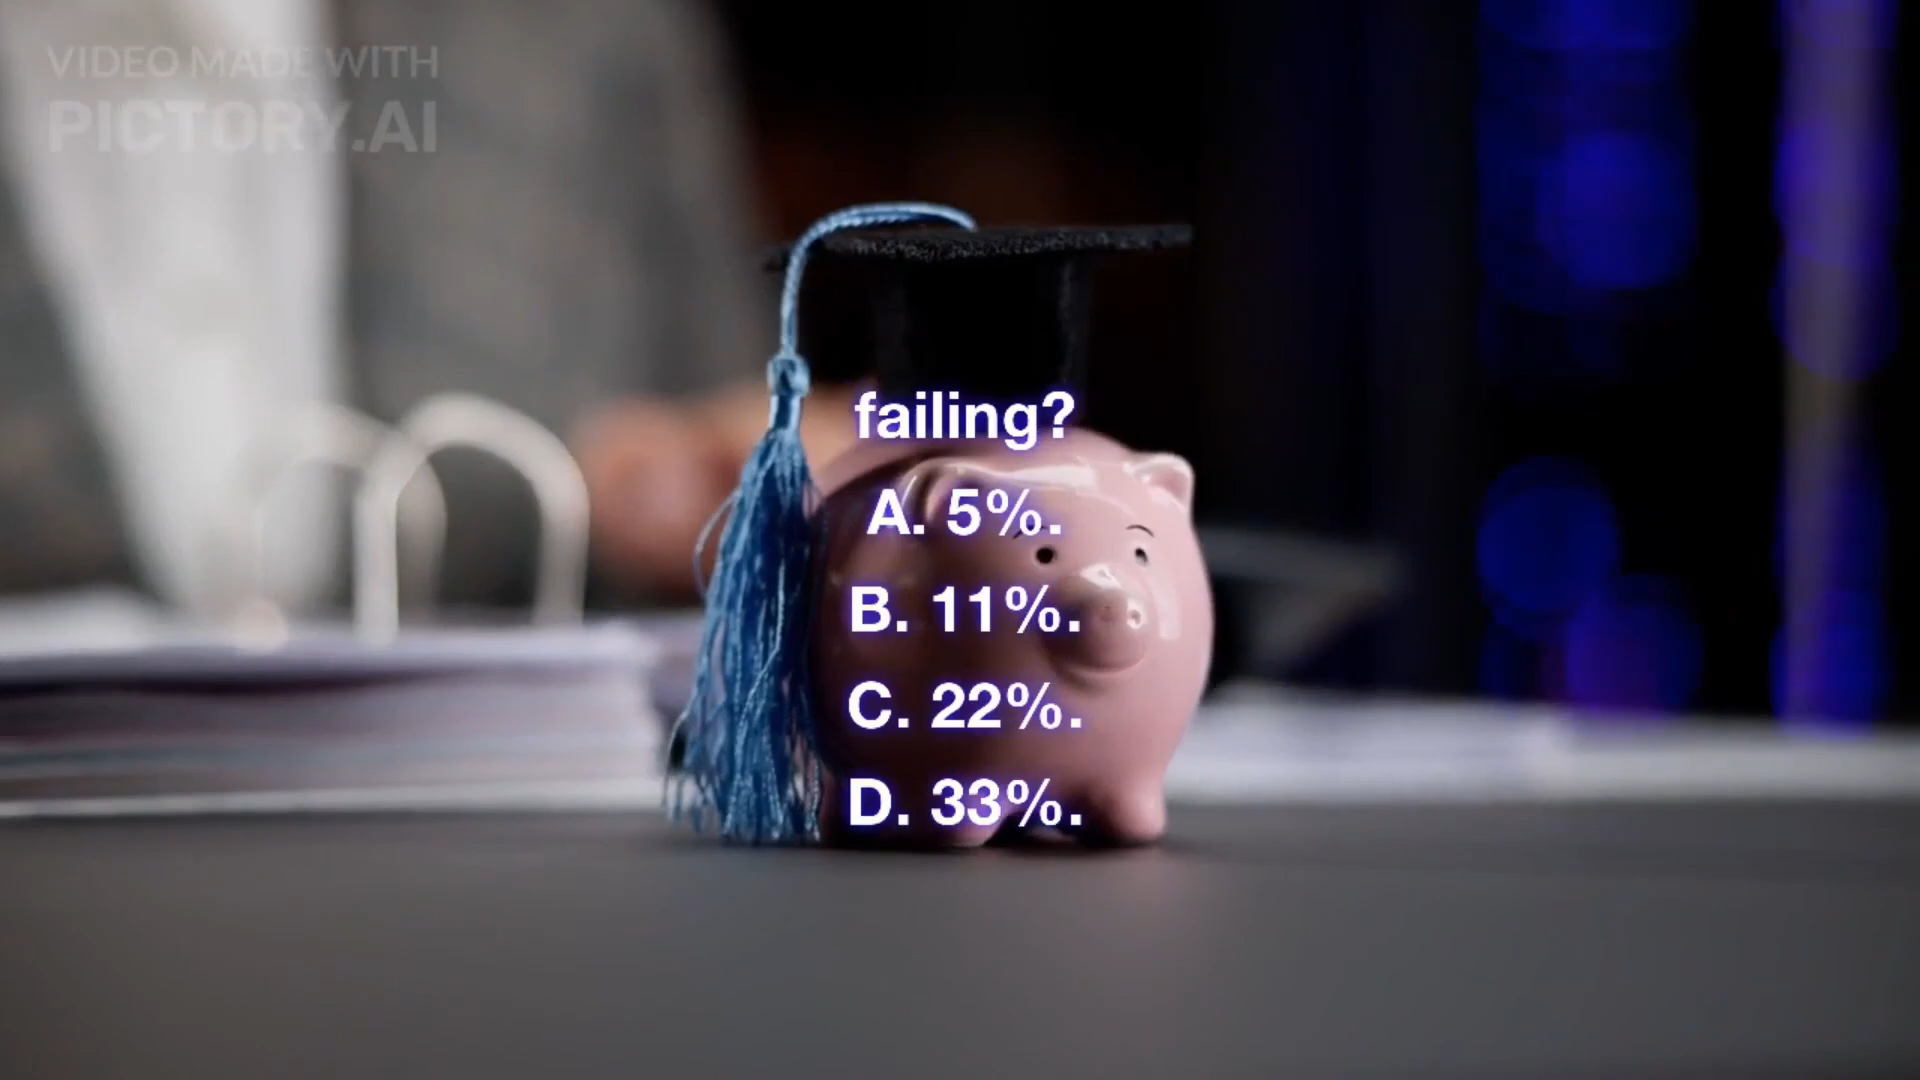 VIDEO MADE WITH
PICTORY.AI
failing?
A. 5%.
B. 11%.
C. 22%.
D. 33%.